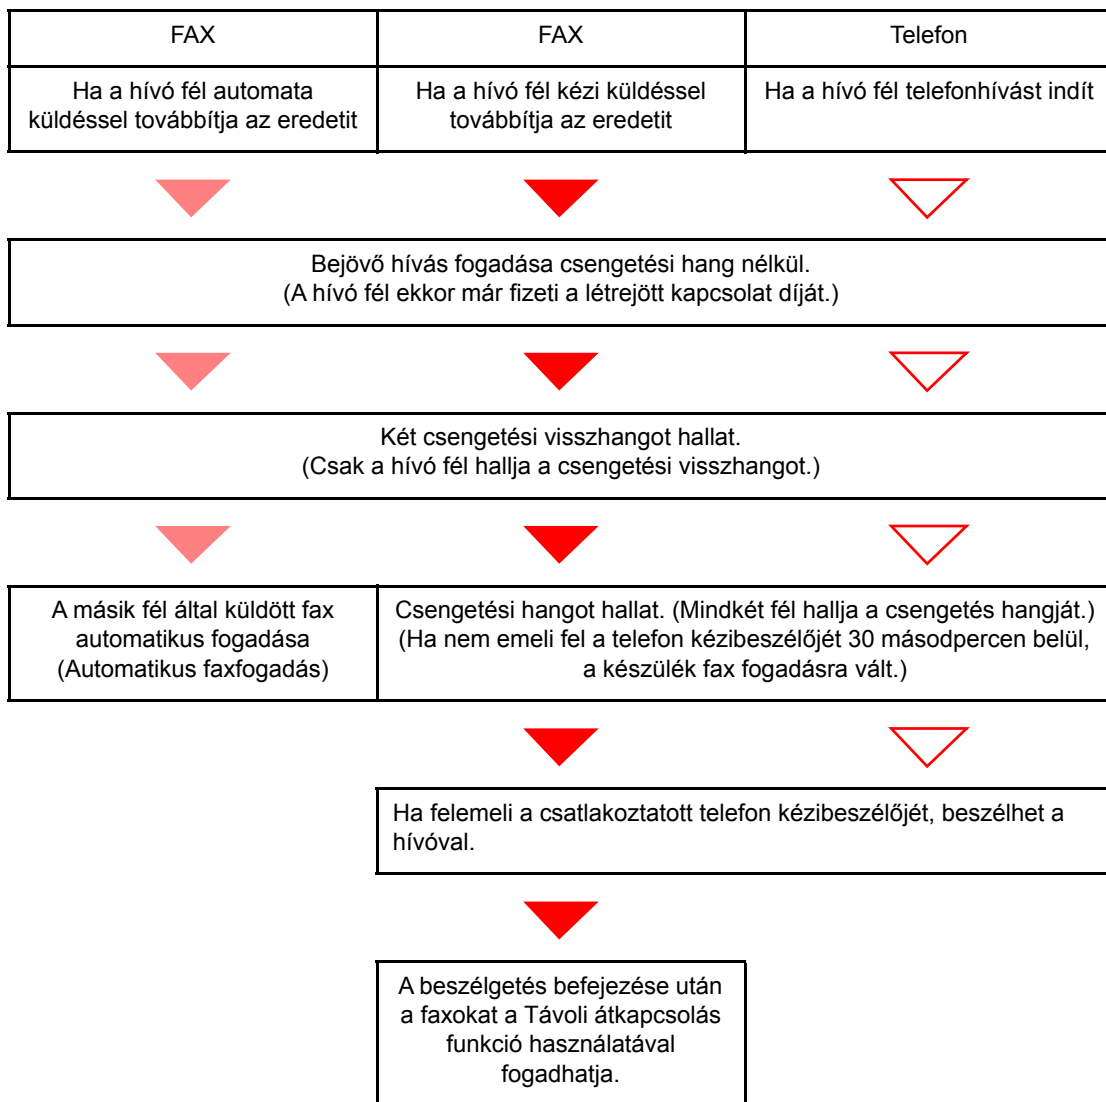 FAX
FAX
Telefon
Ha a hívó fél automata
küldéssel továbbítja az eredetit
Ha a hívó fél kézi küldéssel
továbbítja az eredetit
Ha a hívó fél telefonhívást indít
Bejövő hívás fogadása csengetési hang nélkül.
(A hívó fél ekkor már fizeti a létrejött kapcsolat díját.)
Két csengetési visszhangot hallat.
(Csak a hívó fél hallja a csengetési visszhangot.)
A másik fél által küldött fax
automatikus fogadása
(Automatikus faxfogadás)
Csengetési hangot hallat. (Mindkét fél hallja a csengetés hangját.)
(Ha nem emeli fel a telefon kézibeszélőjét 30 másodpercen belül,
a készülék fax fogadásra vált.)
Ha felemeli a csatlakoztatott telefon kézibeszélőjét, beszélhet a
hívóval.
A beszélgetés befejezése után
a faxokat a Távoli átkapcsolás
funkció használatával
fogadhatja.